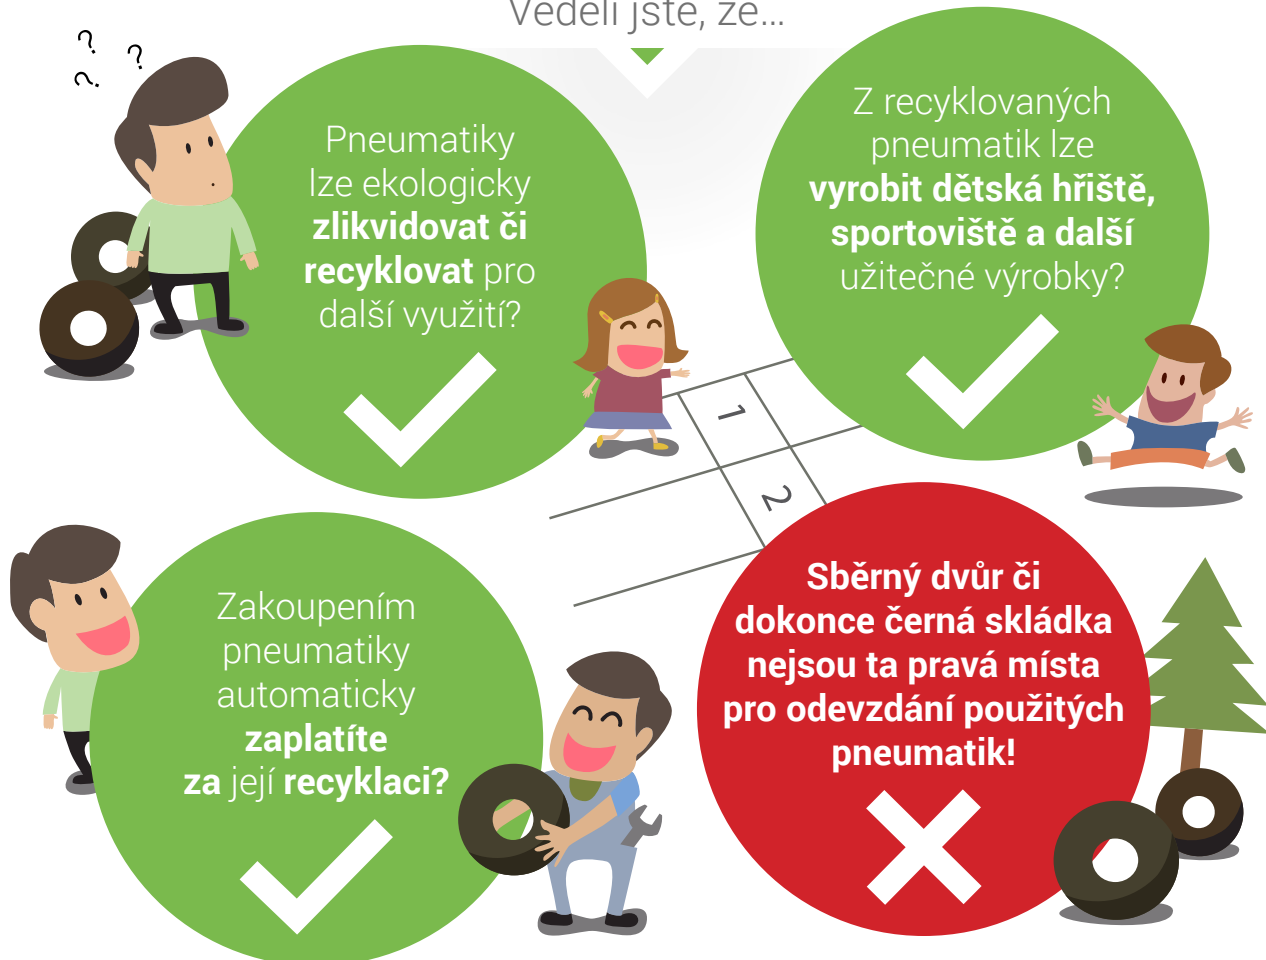 Věděli jste, že...
Pneumatiky
lze ekologicky
zlikvidovat či
recyklovat pro
další využití?
Z recyklovaných
pneumatik lze
vyrobit dětská hřiště,
sportoviště a další
užitečné výrobky?
1
2
Zakoupením
pneumatiky
automaticky
zaplatíte
za její recyklaci?
Sběrný dvůr či
dokonce černá skládka
nejsou ta pravá místa
pro odevzdání použitých
pneumatik!
? ? ?